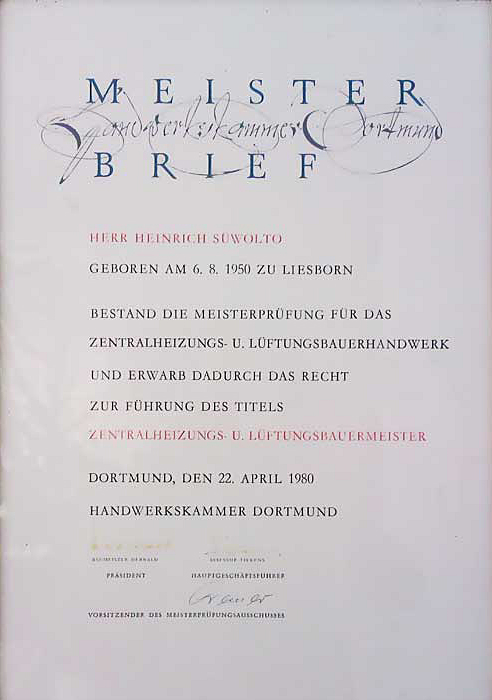 MEISTER
Handwerkskammer Dortmund
BRIEF
HERR HEINRICH SÜWOLTO
GEBOREN AM 6. 8. 1950 ZU LIESBORN
BESTAND DIE MEISTERPRÜFUNG FÜR DAS
ZENTRALHEIZUNGS- U. LÜFTUNGSBAUERHANDWERK
UND ERWARB DADURCH DAS RECHT
ZUR FÜHRUNG DES TITELS
ZENTRALHEIZUNGS- U. LÜFTUNGSBAUERMEISTER
DORTMUND, DEN 22. APRIL 1980
HANDWERKSKAMMER DORTMUND
PRÄSIDENT HAUPTGESCHÄFTSFÜHRER
VORSITZENDER DES MEISTERPRÜFUNGSAUSSCHUSSES